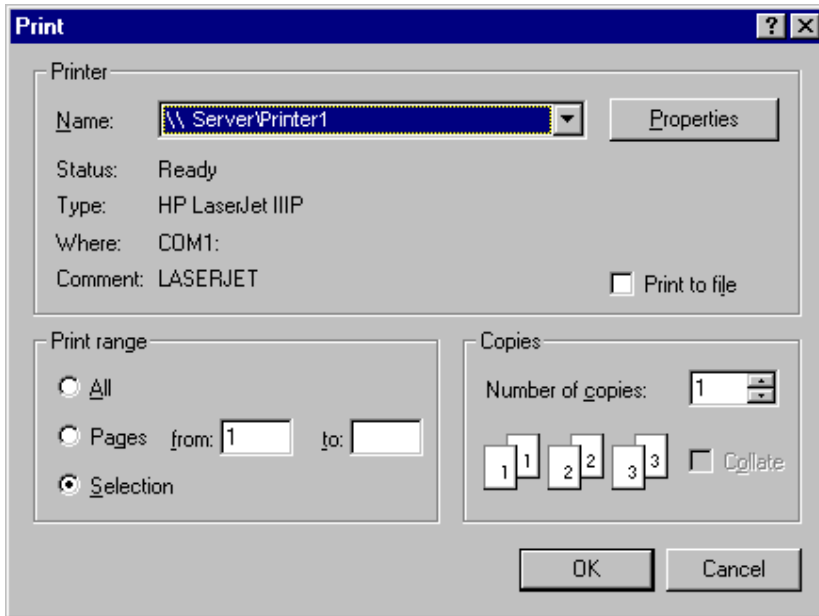 Print
Printer
Name: \\ Server\Printer1 Properties
Status: Ready
Type: HP LaserJet IIIP
Where: COM1:
Comment: LASERJET Print to file
Print range
All
Pages from: 1 to:
Selection
Copies
Number of copies: 1
1 1 2 2 3 3 Collate
OK Cancel